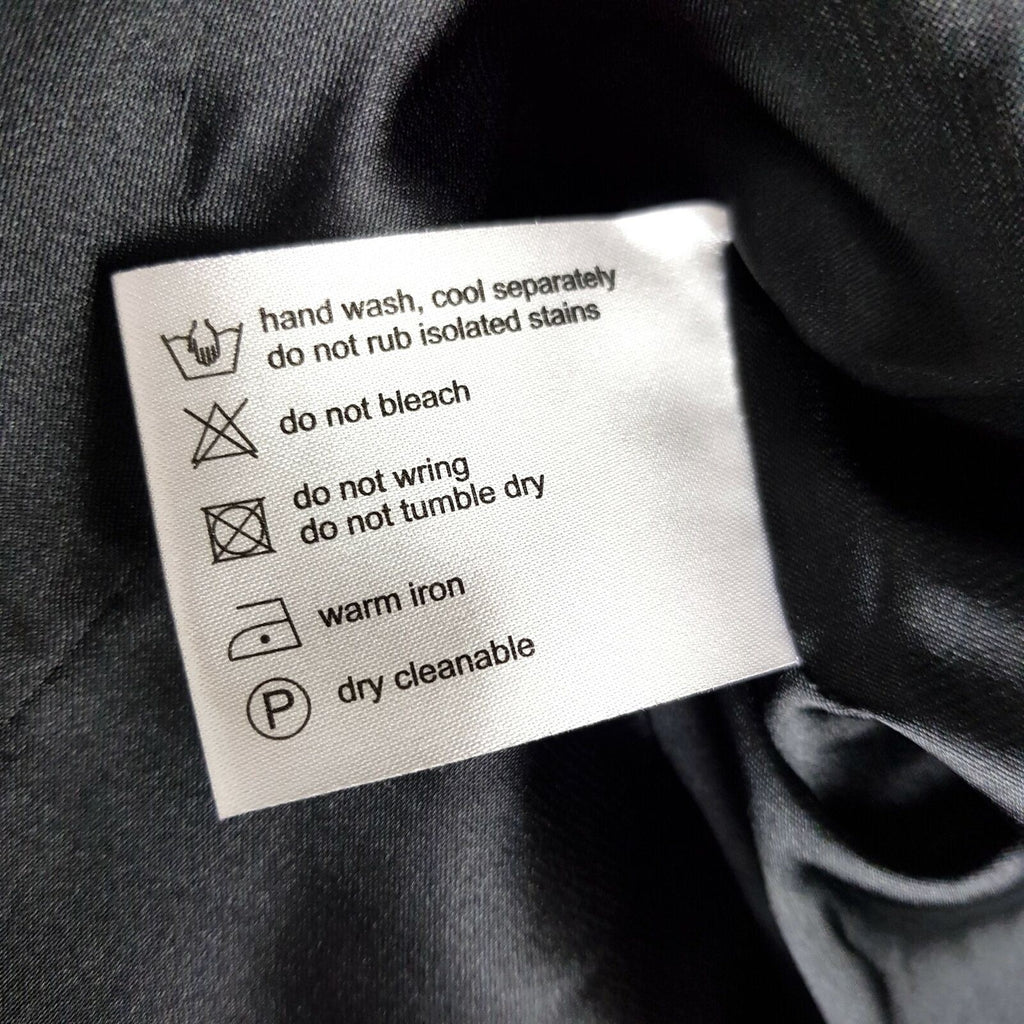 hand wash, cool separately
do not rub isolated stains
do not bleach
do not wring
do not tumble dry
warm iron
P dry cleanable